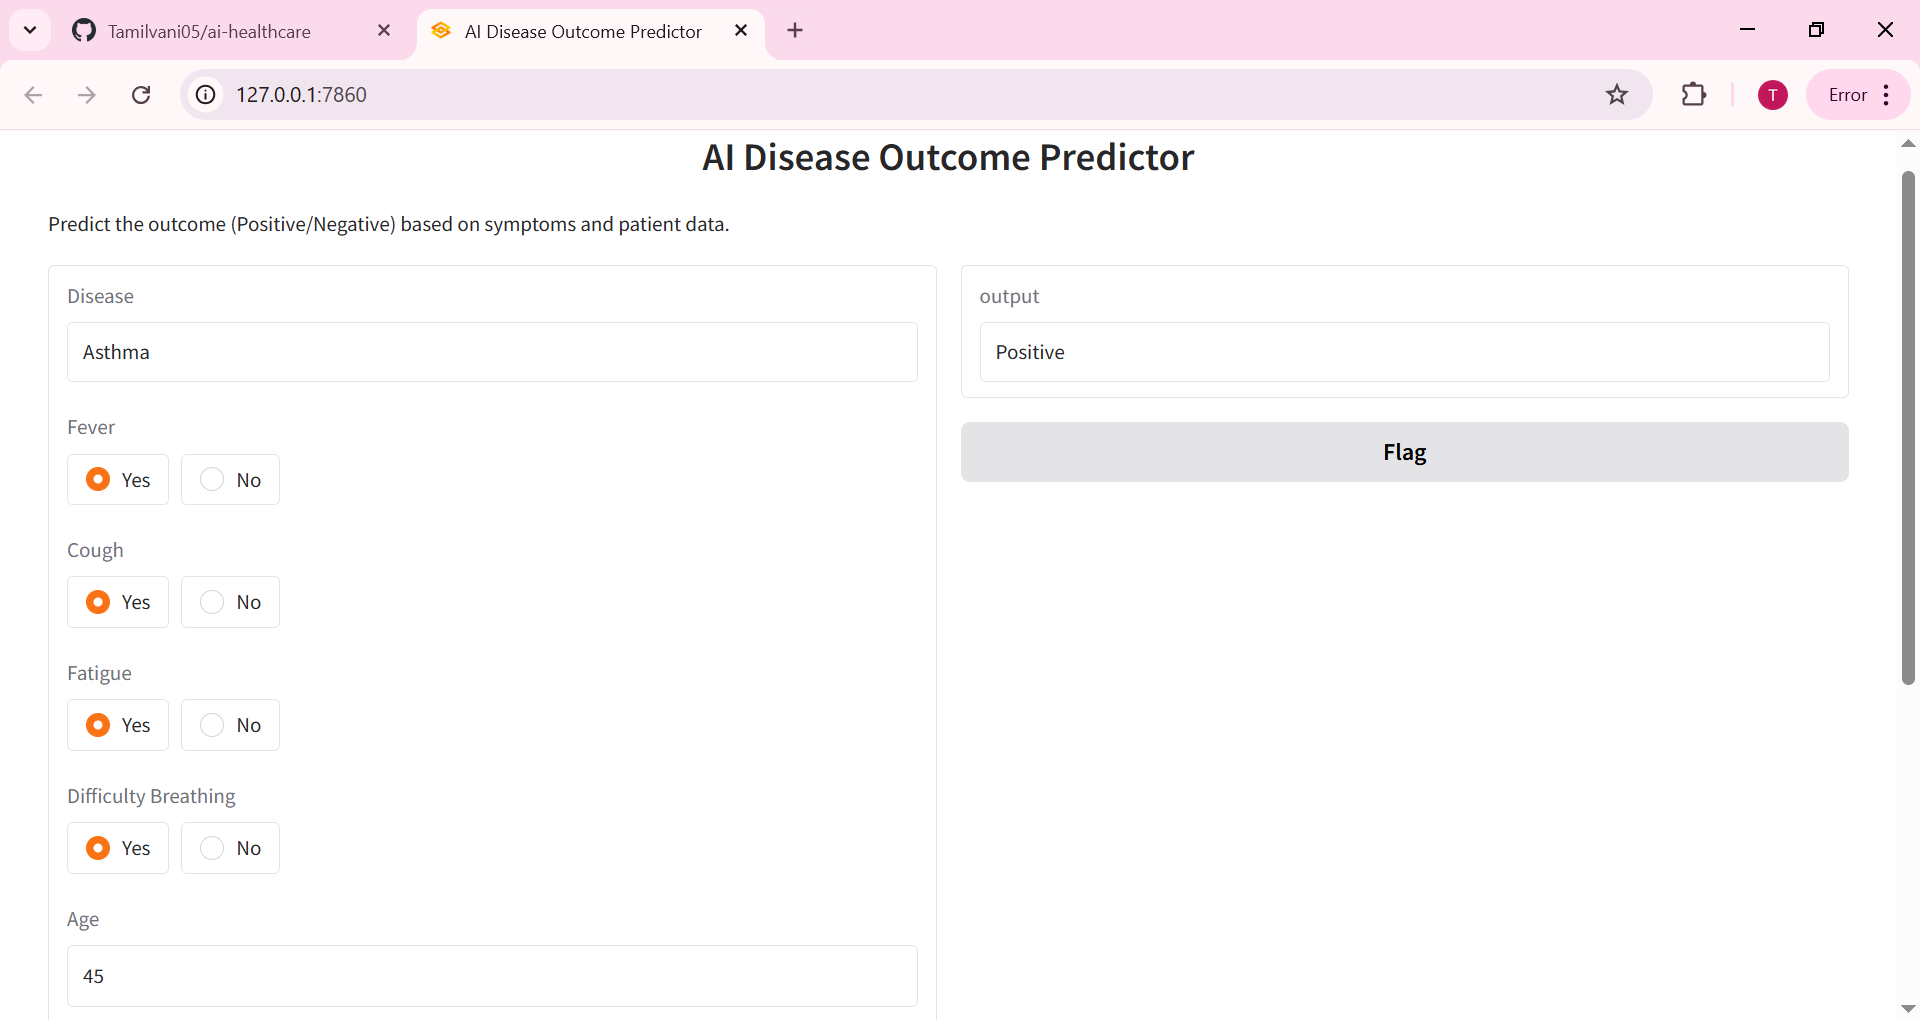 Tamilvani05/ai-healthcare
AI Disease Outcome Predictor
127.0.0.1:7860
T
Error
AI Disease Outcome Predictor
Predict the outcome (Positive/Negative) based on symptoms and patient data.
Disease
Asthma
Fever
Yes No
Cough
Yes No
Fatigue
Yes No
Difficulty Breathing
Yes No
Age
45
output
Positive
Flag